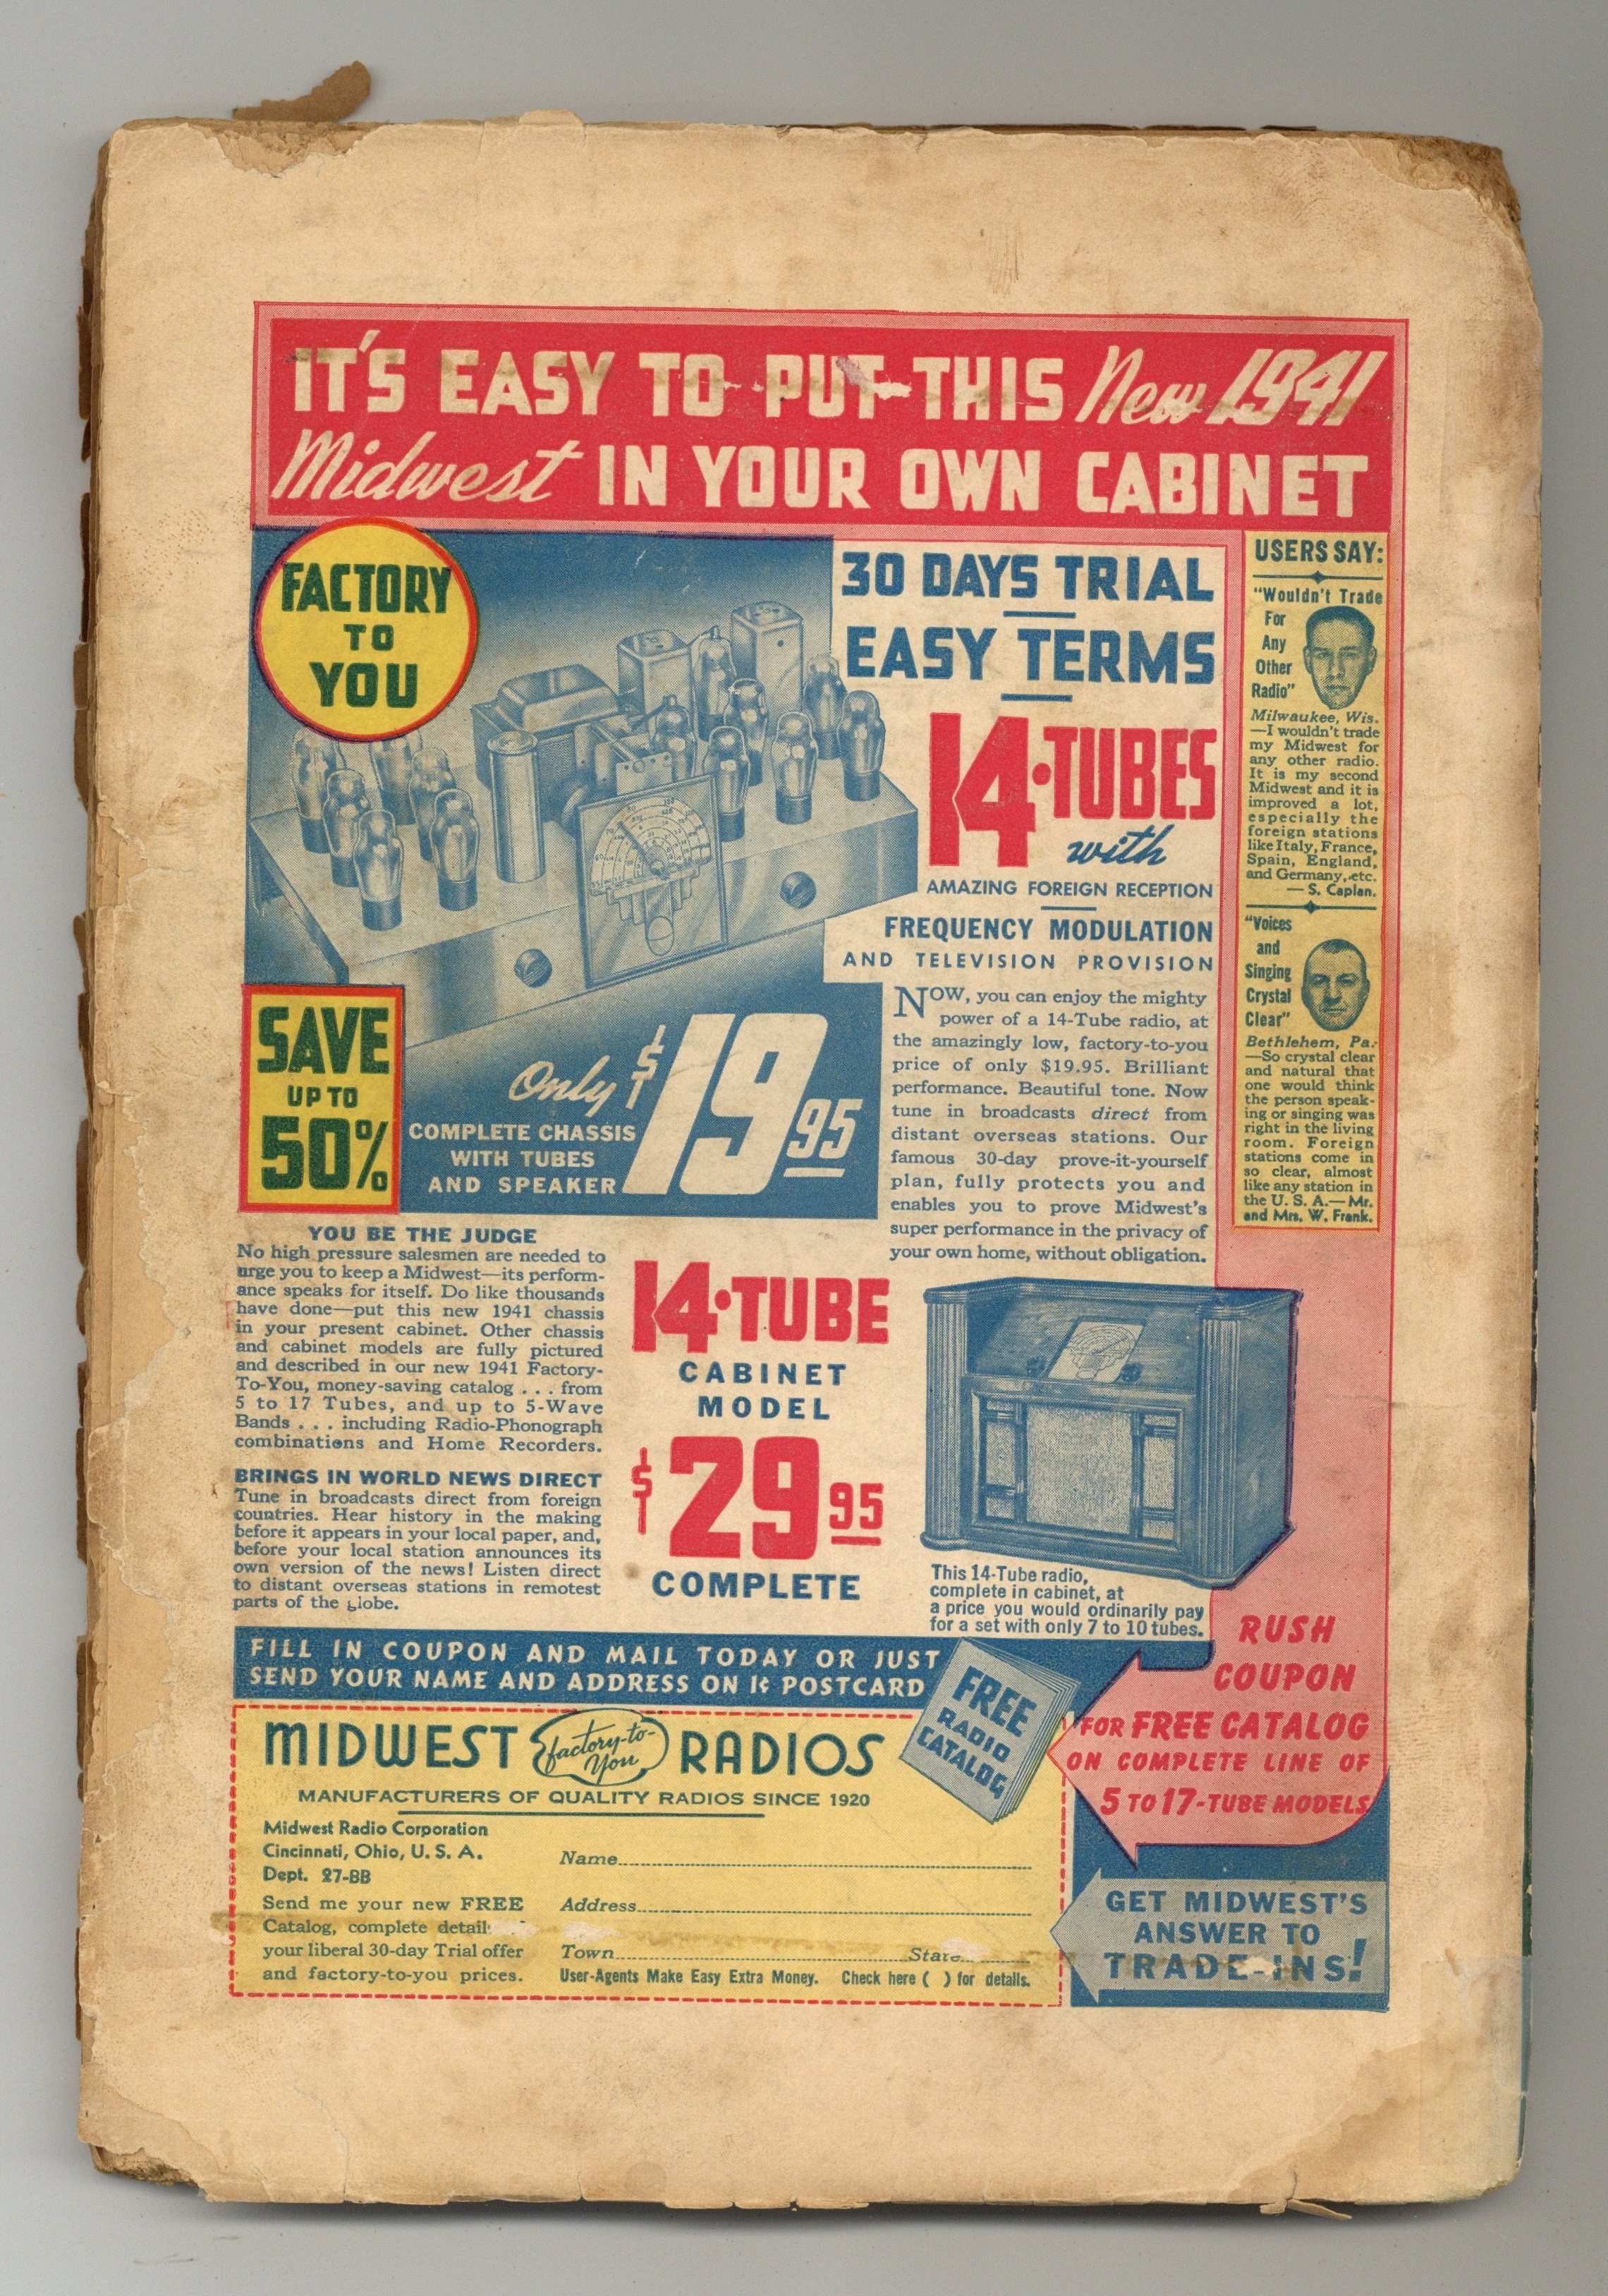 IT'S EASY TO PUT THIS New 1941
Midwest IN YOUR OWN CABINET
FACTORY
TO
YOU
30 DAYS TRIAL
EASY TERMS
14-TUBES
with
AMAZING FOREIGN RECEPTION
FREQUENCY MODULATION
AND TELEVISION PROVISION
SAVE
UP TO
50%
Only $19.95
COMPLETE CHASSIS
WITH TUBES
AND SPEAKER
NOW, you can enjoy the mighty
power of a 14-Tube radio, at
the amazingly low, factory-to-you
price of only $19.95. Brilliant
performance. Beautiful tone. Now
tune in broadcasts direct from
distant overseas stations. Our
famous 30-day prove-it-yourself
plan, fully protects you and
enables you to prove Midwest's
super performance in the privacy of
your own home, without obligation.
USERS SAY:
"Wouldn't Trade
For
Any
Other
Radio"
Milwaukee, Wis.
—I wouldn't trade
my Midwest for
any other radio.
It is my second
Midwest and it is
improved a lot,
especially the
foreign stations
like Italy, France,
Spain, England,
and Germany, etc.
— S. Caplan.
"Voices
and
Singing
Crystal
Clear"
Bethlehem, Pa.
—So crystal clear
and natural that
one would think
the person speak-
ing or singing was
right in the living
room. Foreign
stations come in
so clear, almost
like any station in
the U. S. A.—Mr.
and Mrs. W. Frank.
YOU BE THE JUDGE
No high pressure salesmen are needed to
urge you to keep a Midwest—its perform-
ance speaks for itself. Do like thousands
have done—put this new 1941 chassis
in your present cabinet. Other chassis
and cabinet models are fully pictured
and described in our new 1941 Factory-
To-You, money-saving catalog . . . from
5 to 17 Tubes, and up to 5-Wave
Bands . . . including Radio-Phonograph
combinations and Home Recorders.
BRINGS IN WORLD NEWS DIRECT
Tune in broadcasts direct from foreign
countries. Hear history in the making
before it appears in your local paper, and,
before your local station announces its
own version of the news! Listen direct
to distant overseas stations in remotest
parts of the globe.
14-TUBE
CABINET
MODEL
$29.95
COMPLETE
This 14-Tube radio,
complete in cabinet, at
a price you would ordinarily pay
for a set with only 7 to 10 tubes.
FILL IN COUPON AND MAIL TODAY OR JUST
SEND YOUR NAME AND ADDRESS ON 1¢ POSTCARD
FREE
RADIO
CATALOG
RUSH
COUPON
FOR FREE CATALOG
ON COMPLETE LINE OF
5 TO 17-TUBE MODELS
MIDWEST factory-to-You RADIOS
MANUFACTURERS OF QUALITY RADIOS SINCE 1920
Midwest Radio Corporation
Cincinnati, Ohio, U. S. A.
Dept. 27-BB
Send me your new FREE
Catalog, complete detail
your liberal 30-day Trial offer
and factory-to-you prices.
Name
Address
Town State
User-Agents Make Easy Extra Money. Check here ( ) for details.
GET MIDWEST'S
ANSWER TO
TRADE-INS!